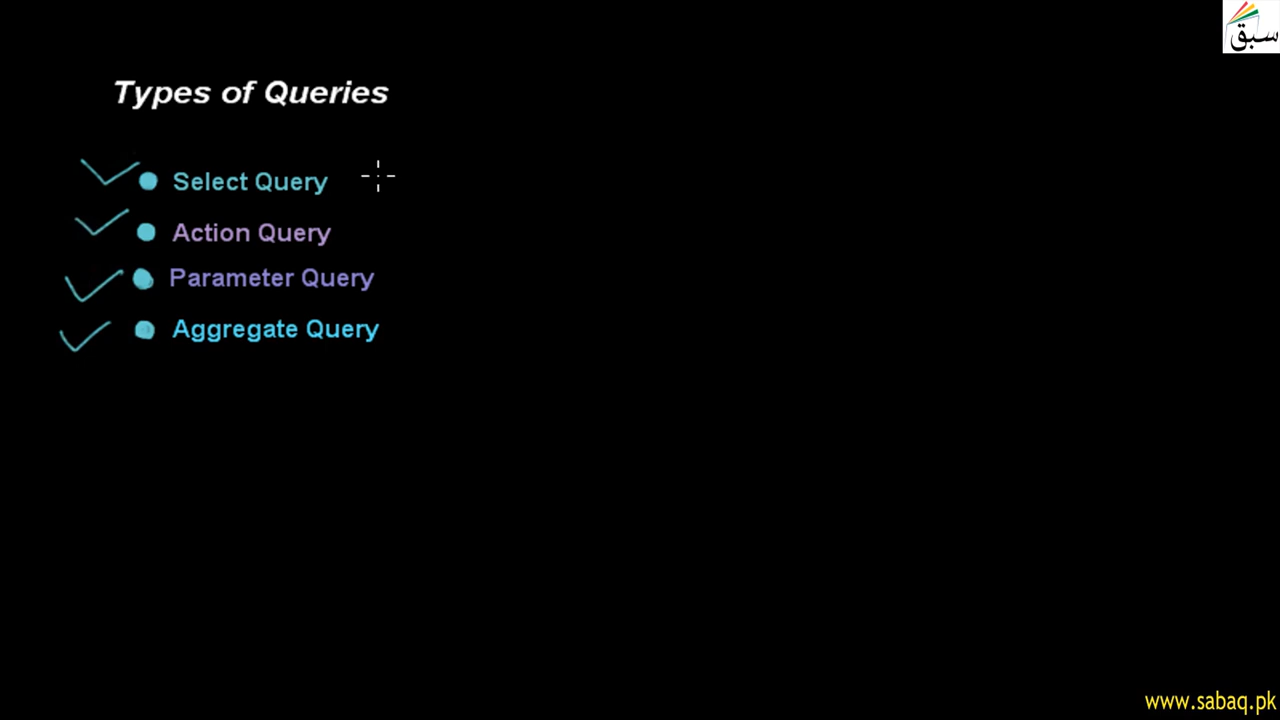 سبق
Types of Queries
Select Query
Action Query
Parameter Query
Aggregate Query
www.sabaq.pk